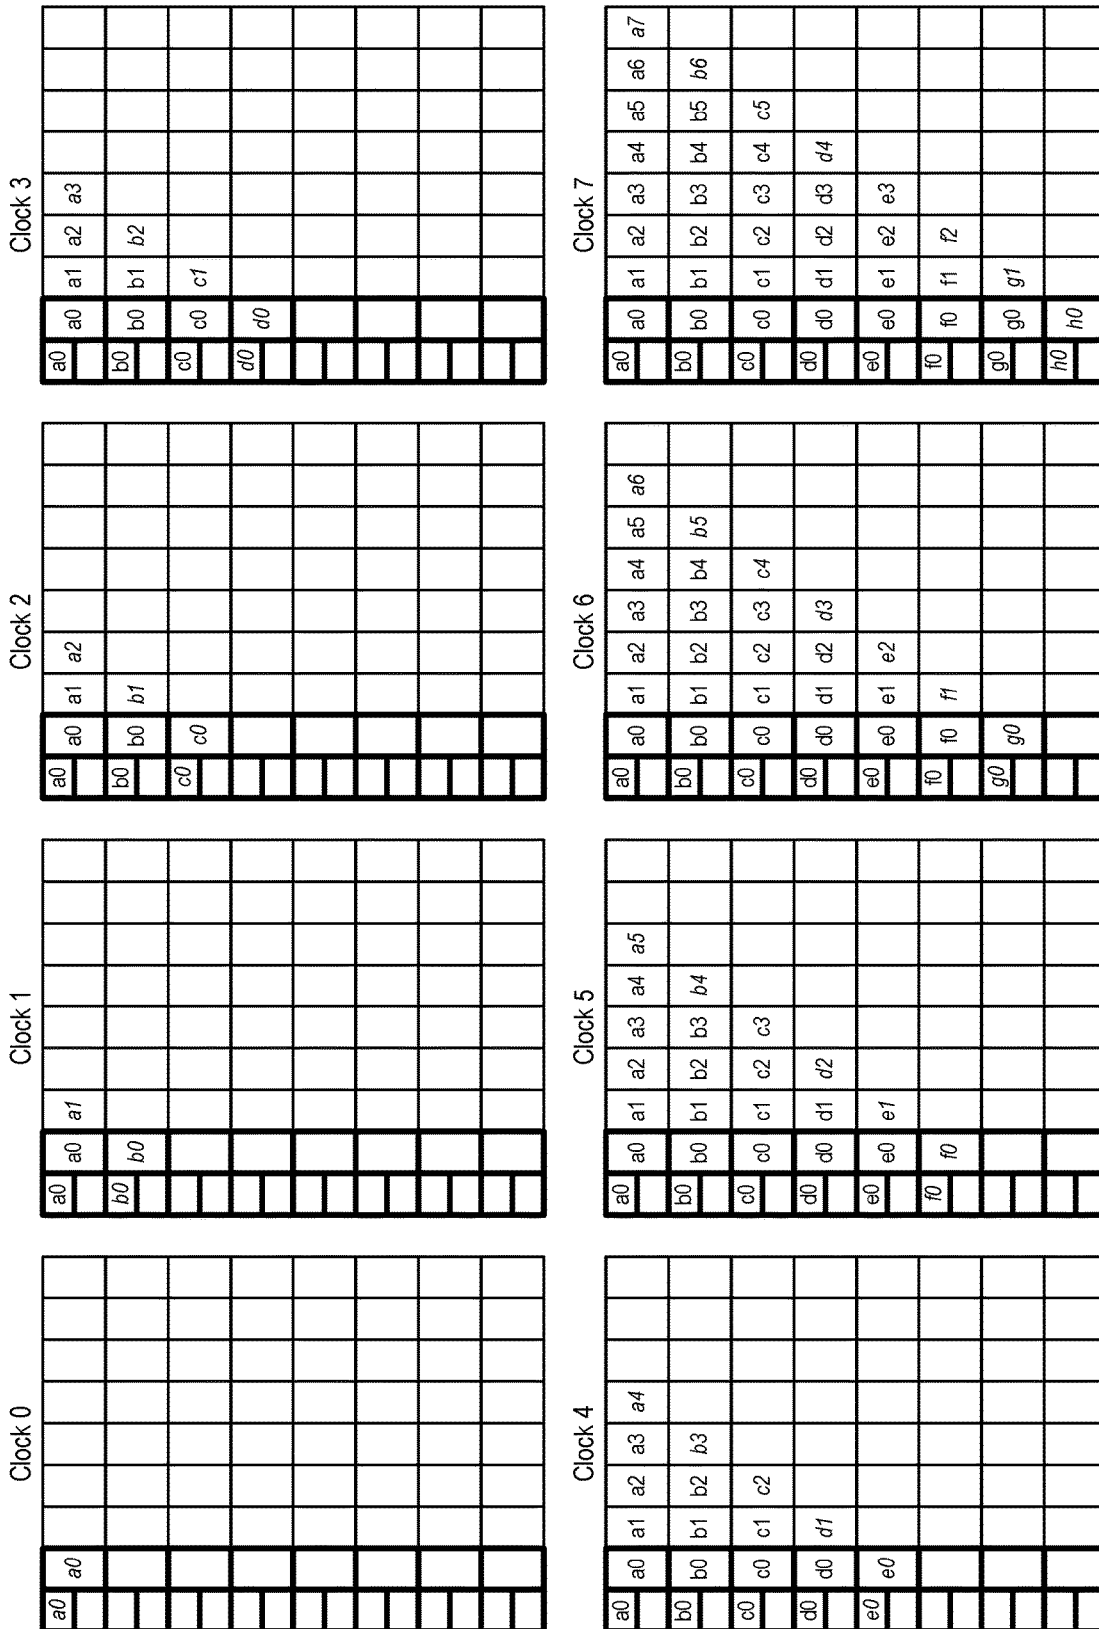 Clock 0
a0 a0
Clock 1
a0 a0 a1
b0 b0
Clock 2
a0 a0 a1 a2
b0 b0 b1
c0 c0
Clock 3
a0 a0 a1 a2 a3
b0 b0 b1 b2
c0 c0 c1
d0 d0
Clock 4
a0 a0 a1 a2 a3 a4
b0 b0 b1 b2 b3
c0 c0 c1 c2
d0 d0 d1
e0 e0
Clock 5
a0 a0 a1 a2 a3 a4 a5
b0 b0 b1 b2 b3 b4
c0 c0 c1 c2 c3
d0 d0 d1 d2
e0 e0 e1
f0 f0
Clock 6
a0 a0 a1 a2 a3 a4 a5 a6
b0 b0 b1 b2 b3 b4 b5
c0 c0 c1 c2 c3 c4
d0 d0 d1 d2 d3
e0 e0 e1 e2
f0 f0 f1
g0 g0
Clock 7
a0 a0 a1 a2 a3 a4 a5 a6 a7
b0 b0 b1 b2 b3 b4 b5 b6
c0 c0 c1 c2 c3 c4 c5
d0 d0 d1 d2 d3 d4
e0 e0 e1 e2 e3
f0 f0 f1 f2
g0 g0 g1
h0 h0